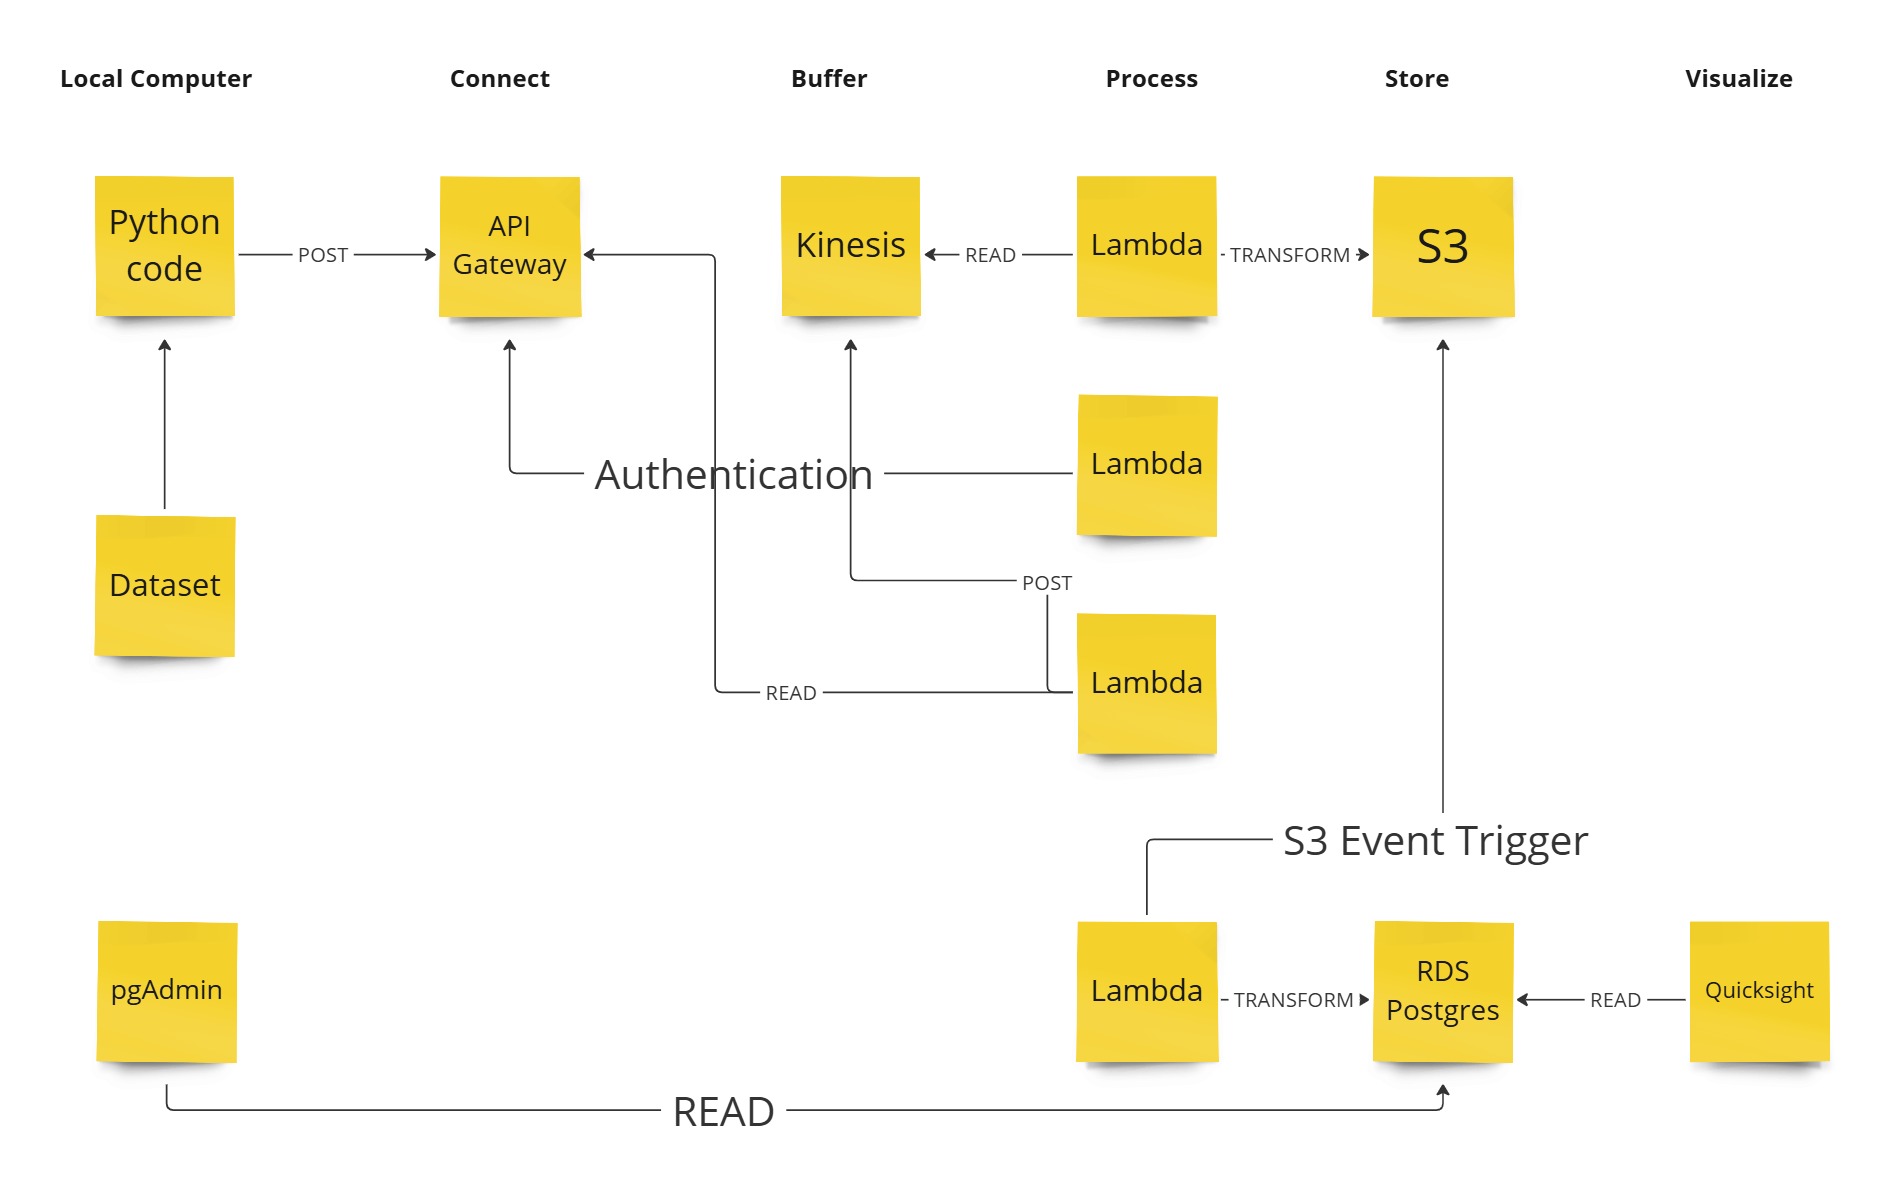 Local Computer
Connect
Buffer
Process
Store
Visualize
Python
code
POST
API
Gateway
Kinesis
READ
Lambda
TRANSFORM
S3
Authentication
Lambda
Dataset
POST
READ
Lambda
S3 Event Trigger
pgAdmin
Lambda
TRANSFORM
RDS
Postgres
READ
Quicksight
READ